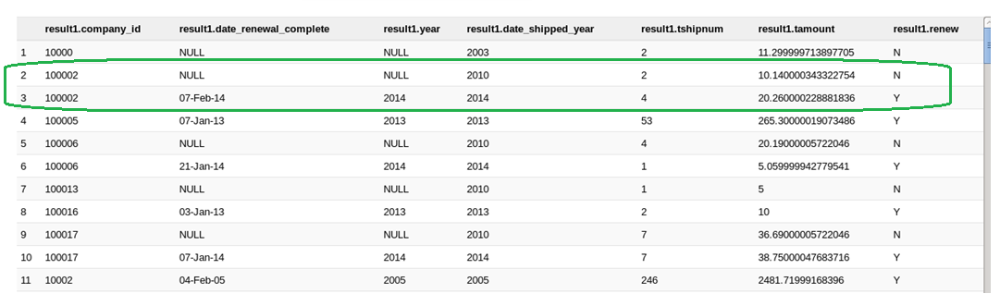 result1.company_id result1.date_renewal_complete result1.year result1.date_shipped_year result1.tshipnum result1.tamount result1.renew
1 10000 NULL NULL 2003 2 11.299999713897705 N
2 100002 NULL NULL 2010 2 10.140000343322754 N
3 100002 07-Feb-14 2014 2014 4 20.260000228881836 Y
4 100005 07-Jan-13 2013 2013 53 265.30000019073486 Y
5 100006 NULL NULL 2010 4 20.19000005722046 N
6 100006 21-Jan-14 2014 2014 1 5.059999942779541 Y
7 100013 NULL NULL 2010 1 5 N
8 100016 03-Jan-13 2013 2013 2 10 Y
9 100017 NULL NULL 2010 7 36.69000005722046 N
10 100017 07-Jan-14 2014 2014 7 38.75000047683716 Y
11 10002 04-Feb-05 2005 2005 246 2481.71999168396 Y